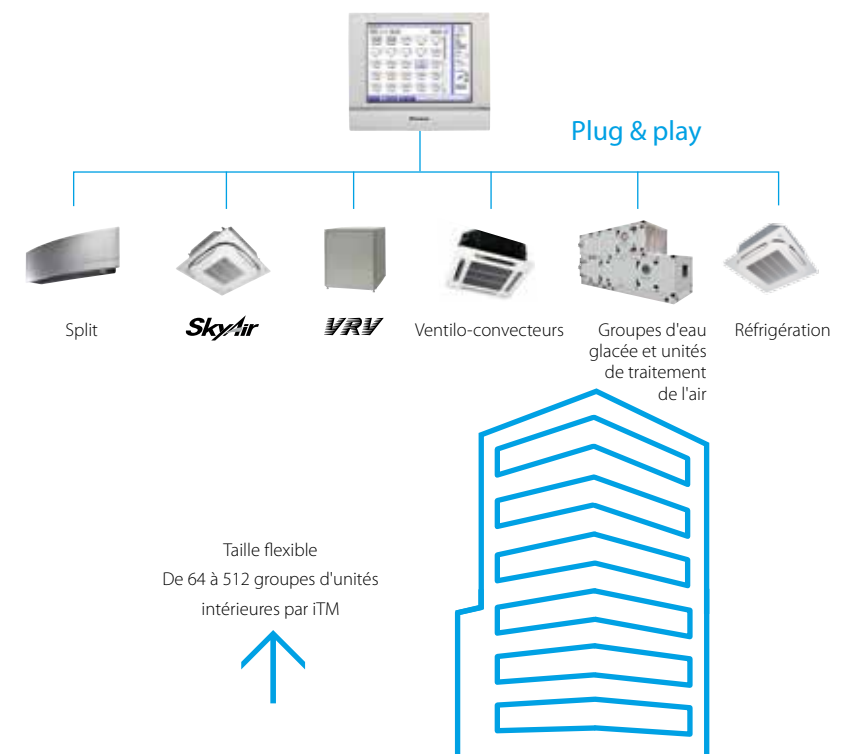 Plug & play
Split
SkyAir
VRV
Ventilo-convecteurs
Groupes d'eau
glacée et unités
de traitement
de l'air
Réfrigération
Taille flexible
De 64 à 512 groupes d'unités
intérieures par iTM